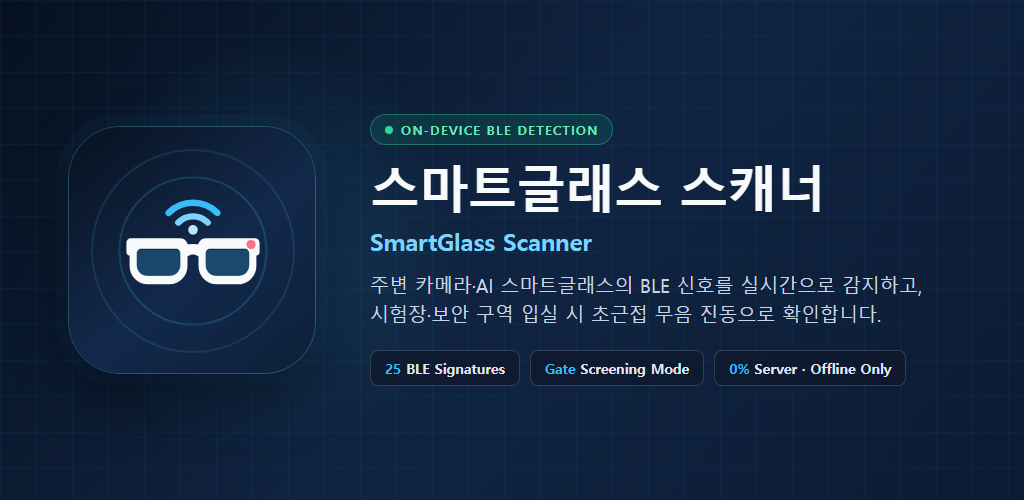 ON-DEVICE BLE DETECTION
스마트글래스 스캐너
SmartGlass Scanner
주변 카메라·AI 스마트글래스의 BLE 신호를 실시간으로 감지하고,
시험장·보안 구역 입실 시 초근접 무음 진동으로 확인합니다.
25 BLE Signatures
Gate Screening Mode
0% Server · Offline Only